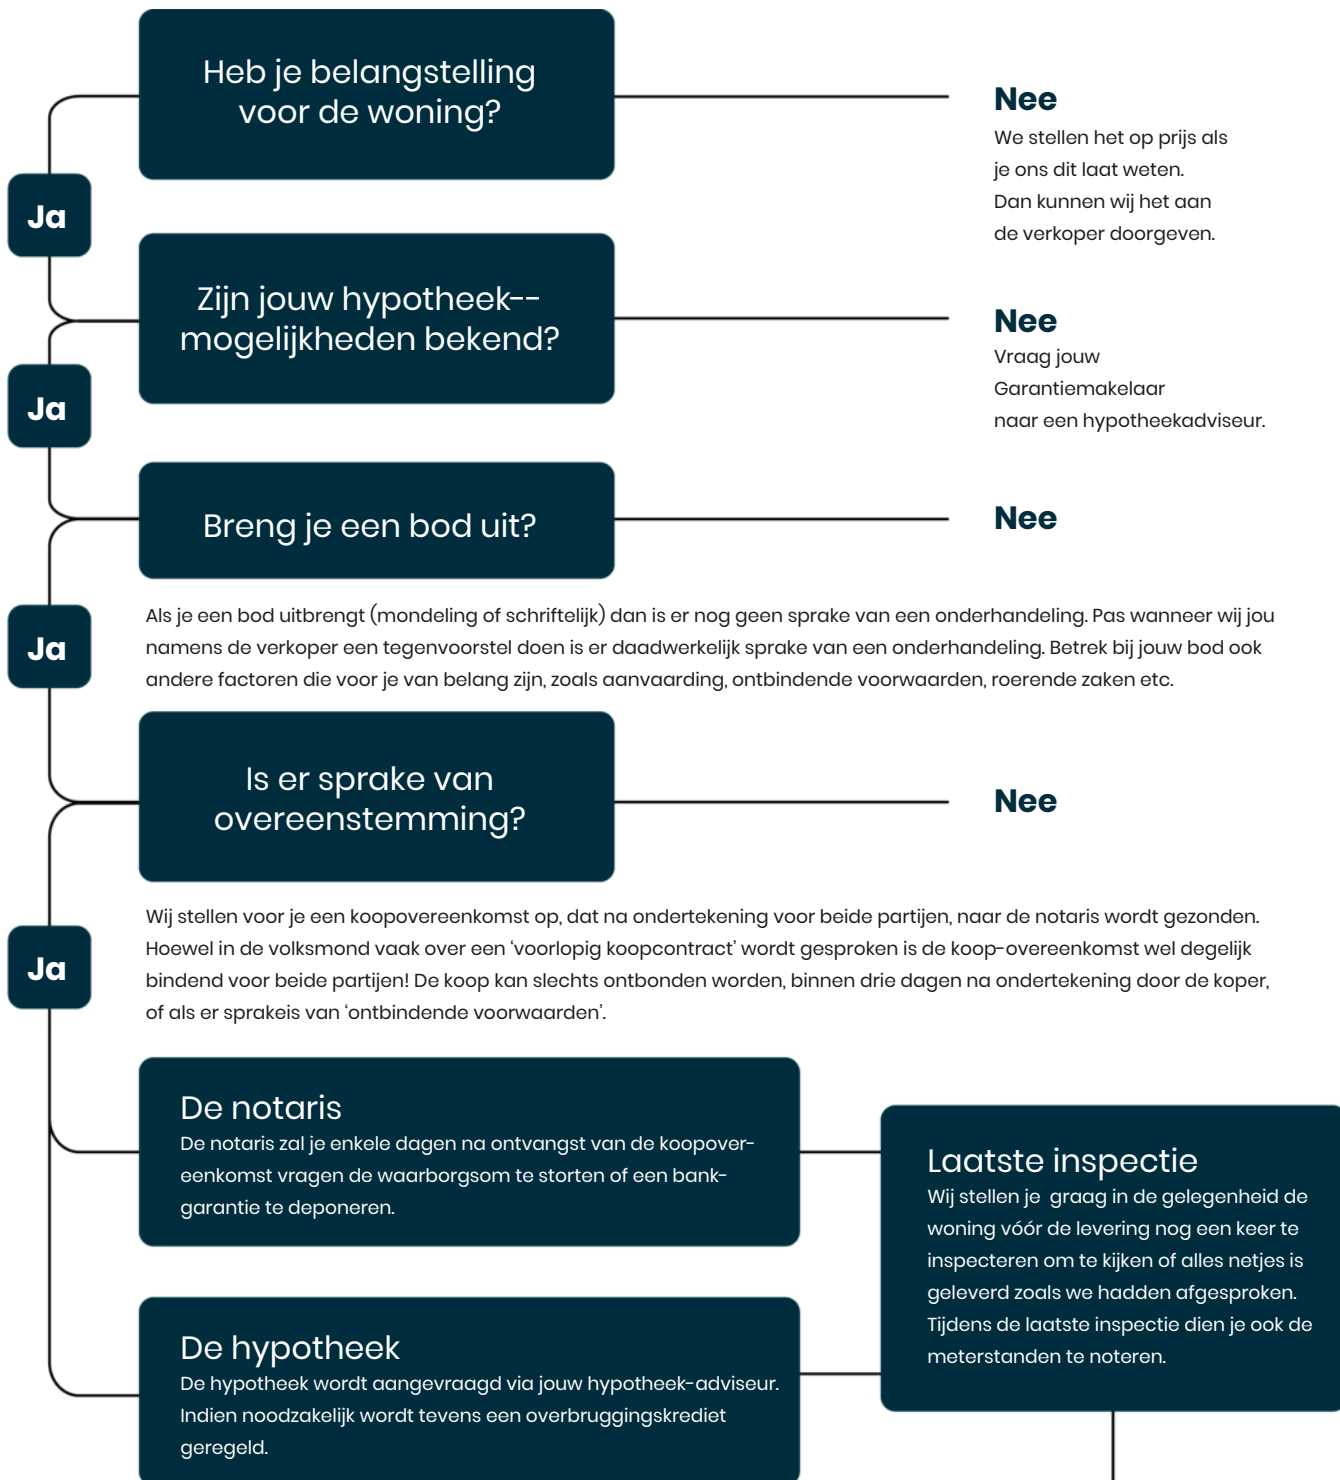 Heb je belangstelling
voor de woning?
Nee
We stellen het op prijs als
je ons dit laat weten.
Dan kunnen wij het aan
de verkoper doorgeven.
Ja
Zijn jouw hypotheek--
mogelijkheden bekend?
Nee
Vraag jouw
Garantiemakelaar
naar een hypotheekadviseur.
Ja
Breng je een bod uit?
Nee
Ja
Als je een bod uitbrengt (mondeling of schriftelijk) dan is er nog geen sprake van een onderhandeling. Pas wanneer wij jou
namens de verkoper een tegenvoorstel doen is er daadwerkelijk sprake van een onderhandeling. Betrek bij jouw bod ook
andere factoren die voor je van belang zijn, zoals aanvaarding, ontbindende voorwaarden, roerende zaken etc.
Is er sprake van
overeenstemming?
Nee
Ja
Wij stellen voor je een koopovereenkomst op, dat na ondertekening voor beide partijen, naar de notaris wordt gezonden.
Hoewel in de volksmond vaak over een ‘voorlopig koopcontract’ wordt gesproken is de koop-overeenkomst wel degelijk
bindend voor beide partijen! De koop kan slechts ontbonden worden, binnen drie dagen na ondertekening door de koper,
of als er sprakeis van ‘ontbindende voorwaarden’.
De notaris
De notaris zal je enkele dagen na ontvangst van de koopover-
eenkomst vragen de waarborgsom te storten of een bank-
garantie te deponeren.
Laatste inspectie
Wij stellen je graag in de gelegenheid de
woning vóór de levering nog een keer te
inspecteren om te kijken of alles netjes is
geleverd zoals we hadden afgesproken.
Tijdens de laatste inspectie dien je ook de
meterstanden te noteren.
De hypotheek
De hypotheek wordt aangevraagd via jouw hypotheek-adviseur.
Indien noodzakelijk wordt tevens een overbruggingskrediet
geregeld.